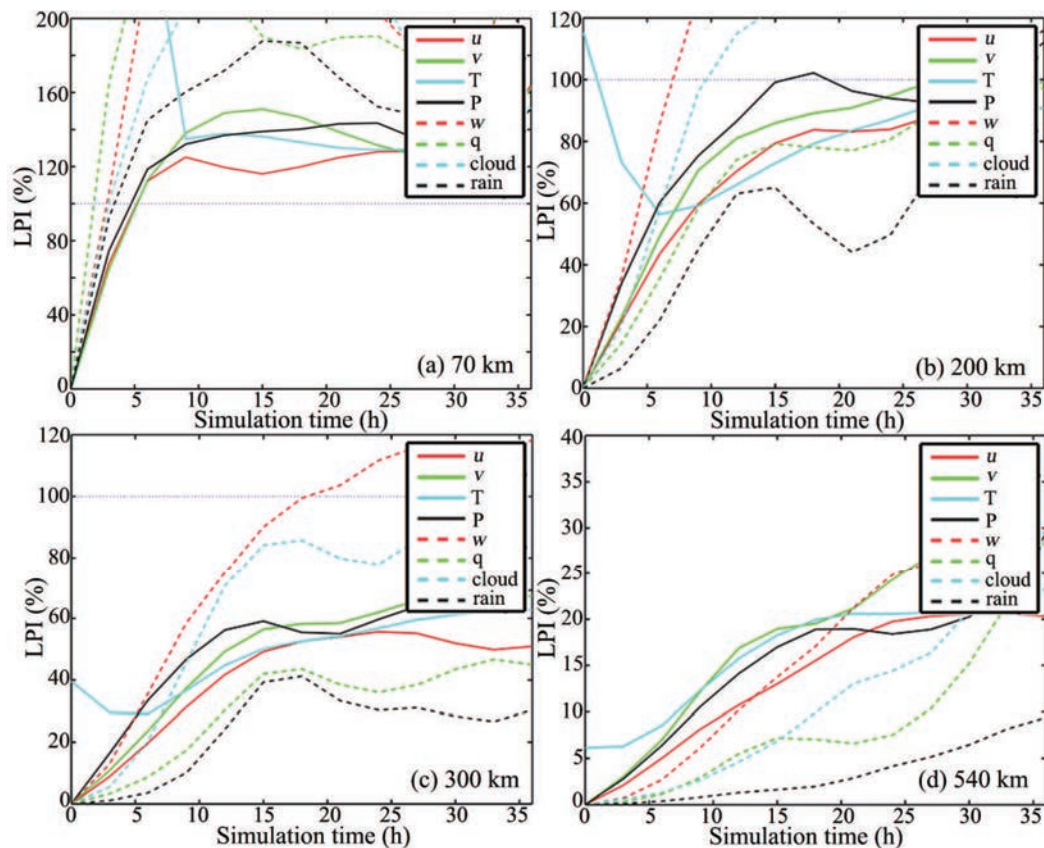 200
160
120
80
40
0
LPI (%)
u
v
T
P
w
q
cloud
rain
(a) 70 km
0 5 10 15 20 25 30 35
Simulation time (h)
120
100
80
60
40
20
0
LPI (%)
u
v
T
P
w
q
cloud
rain
(b) 200 km
0 5 10 15 20 25 30 35
Simulation time (h)
120
100
80
60
40
20
0
LPI (%)
u
v
T
P
w
q
cloud
rain
(c) 300 km
0 5 10 15 20 25 30 35
Simulation time (h)
40
35
30
25
20
15
10
5
0
LPI (%)
u
v
T
P
w
q
cloud
rain
(d) 540 km
0 5 10 15 20 25 30 35
Simulation time (h)